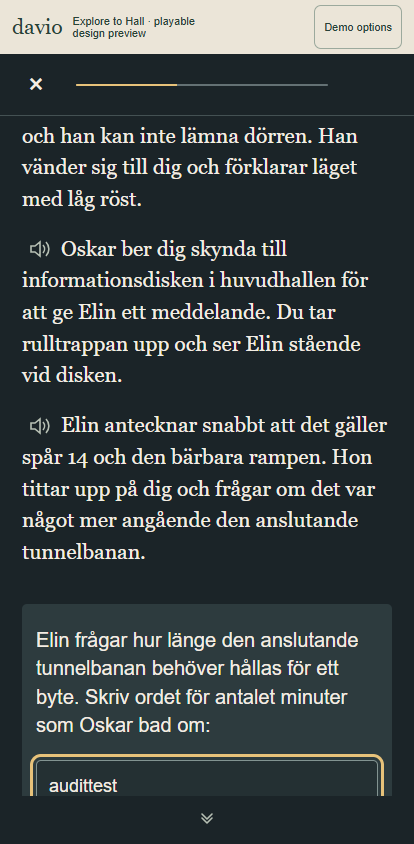 davio
Explore to Hall · playable
design preview
Demo options
och han kan inte lämna dörren. Han
vänder sig till dig och förklarar läget
med låg röst.
Oskar ber dig skynda till
informationsdisken i huvudhallen för
att ge Elin ett meddelande. Du tar
rulltrappan upp och ser Elin stående
vid disken.
Elin antecknar snabbt att det gäller
spår 14 och den bärbara rampen. Hon
tittar upp på dig och frågar om det var
något mer angående den anslutande
tunnelbanan.
Elin frågar hur länge den anslutande
tunnelbanan behöver hållas för ett
byte. Skriv ordet för antalet minuter
som Oskar bad om:
audittest